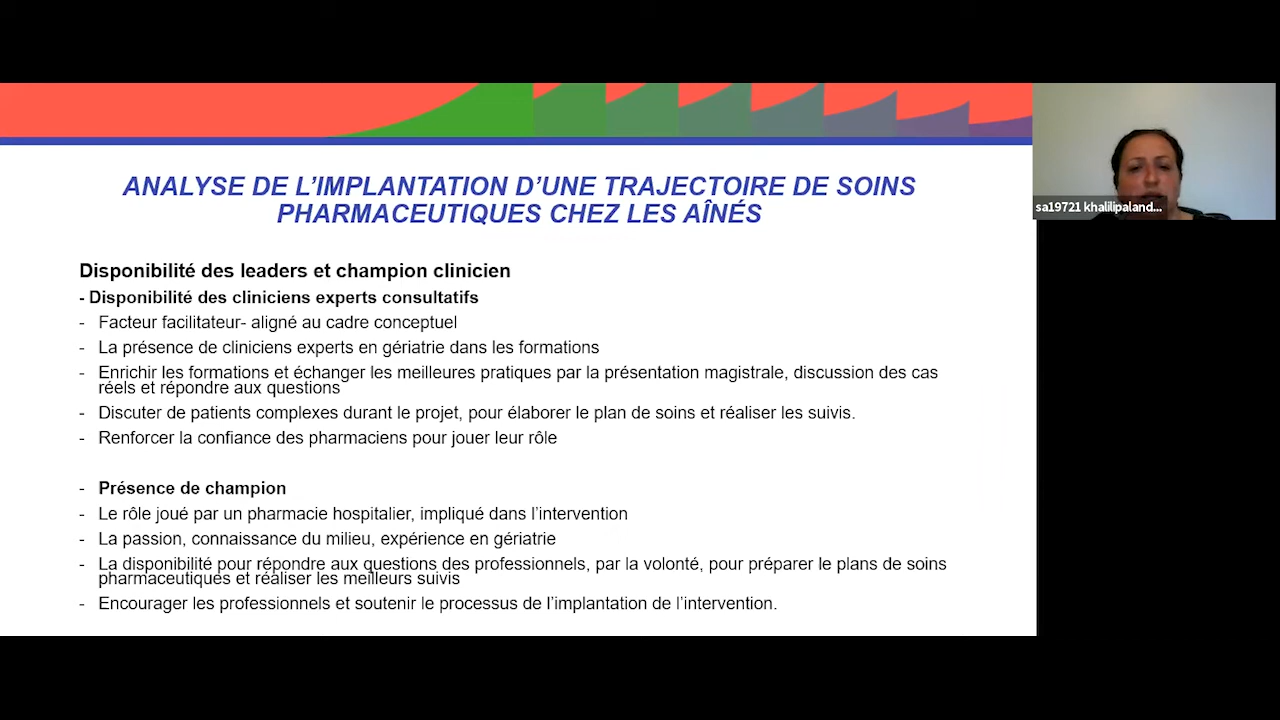 ANALYSE DE L’IMPLANTATION D’UNE TRAJECTOIRE DE SOINS
PHARMACEUTIQUES CHEZ LES AÎNÉS
sa19721 khalilipaland...
Disponibilité des leaders et champion clinicien
- Disponibilité des cliniciens experts consultatifs
- Facteur facilitateur- aligné au cadre conceptuel
- La présence de cliniciens experts en gériatrie dans les formations
- Enrichir les formations et échanger les meilleures pratiques par la présentation magistrale, discussion des cas
réels et répondre aux questions
- Discuter de patients complexes durant le projet, pour élaborer le plan de soins et réaliser les suivis.
- Renforcer la confiance des pharmaciens pour jouer leur rôle
- Présence de champion
- Le rôle joué par un pharmacie hospitalier, impliqué dans l’intervention
- La passion, connaissance du milieu, expérience en gériatrie
- La disponibilité pour répondre aux questions des professionnels, par la volonté, pour préparer le plans de soins
pharmaceutiques et réaliser les meilleurs suivis
- Encourager les professionnels et soutenir le processus de l’implantation de l’intervention.